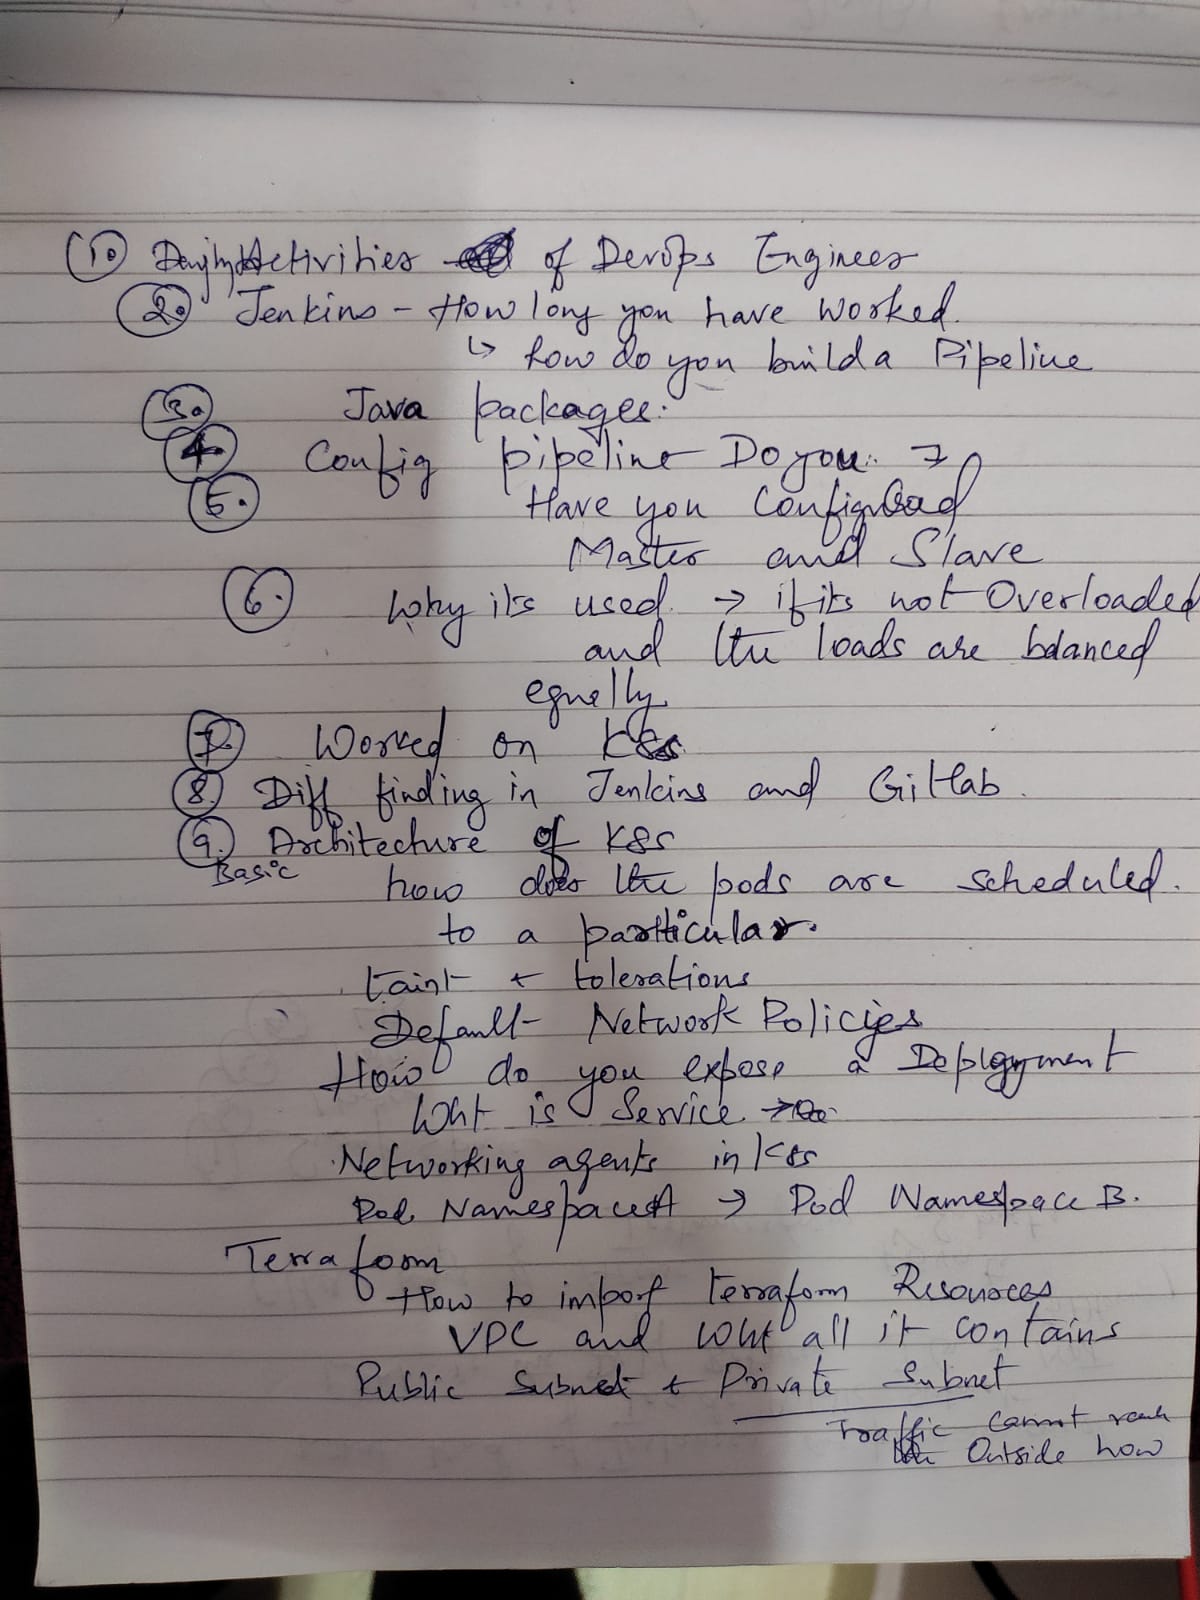 1. Day by day Activities of Devops Engineer
2. Jenkins - How long you have worked.
↳ how do you build a Pipeline
3. Java packages.
4. Config pipeline Do you
5. Have you Configured
Master and Slave
6. Why its used. → if its not Overloaded
and the loads are balanced
equally
7. Worked on K8s
8. Diff finding in Jenkins and Gitlab.
9. Architecture of K8s
Basic
how does the pods are scheduled.
to a particular.
taint + tolerations
Default Network Policies
How do you expose a Deployment
What is Service →
Networking agents in K8s
Pod Namespace A → Pod Namespace B.
Terraform
How to import terraform Resources
VPC and what all it contains
Public Subnet + Private Subnet
Traffic Cannot reach
Outside how